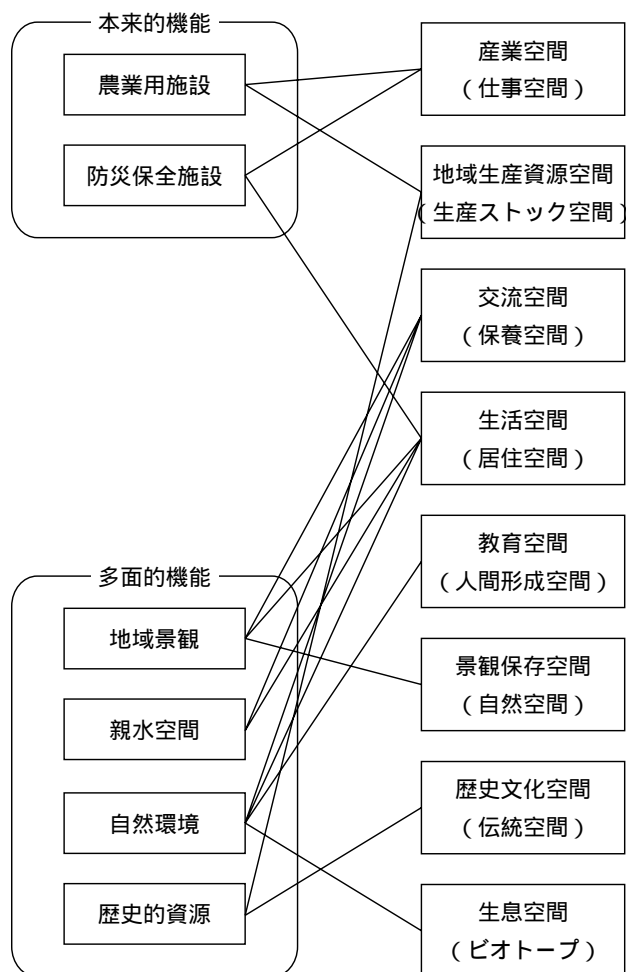 本来的機能
農業用施設
防災保全施設
多面的機能
地域景観
親水空間
自然環境
歴史的資源
産業空間
(仕事空間)
地域生産資源空間
(生産ストック空間)
交流空間
(保養空間)
生活空間
(居住空間)
教育空間
(人間形成空間)
景観保存空間
(自然空間)
歴史文化空間
(伝統空間)
生息空間
(ビオトープ)